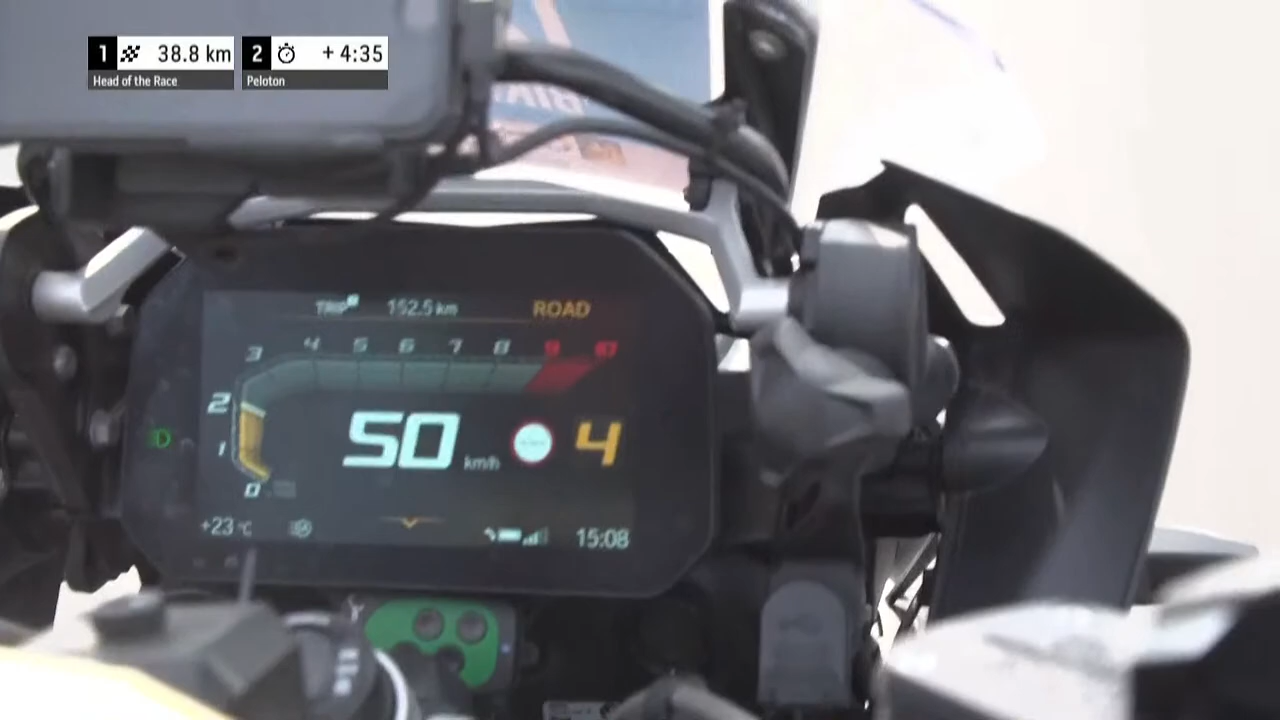 1 38.8 km 2 + 4:35
Head of the Race Peloton
TRIP 152.5 km ROAD
3 4 5 6 7 8 9 10
2
1
0
50 km/h 4
+23 °C 15:08